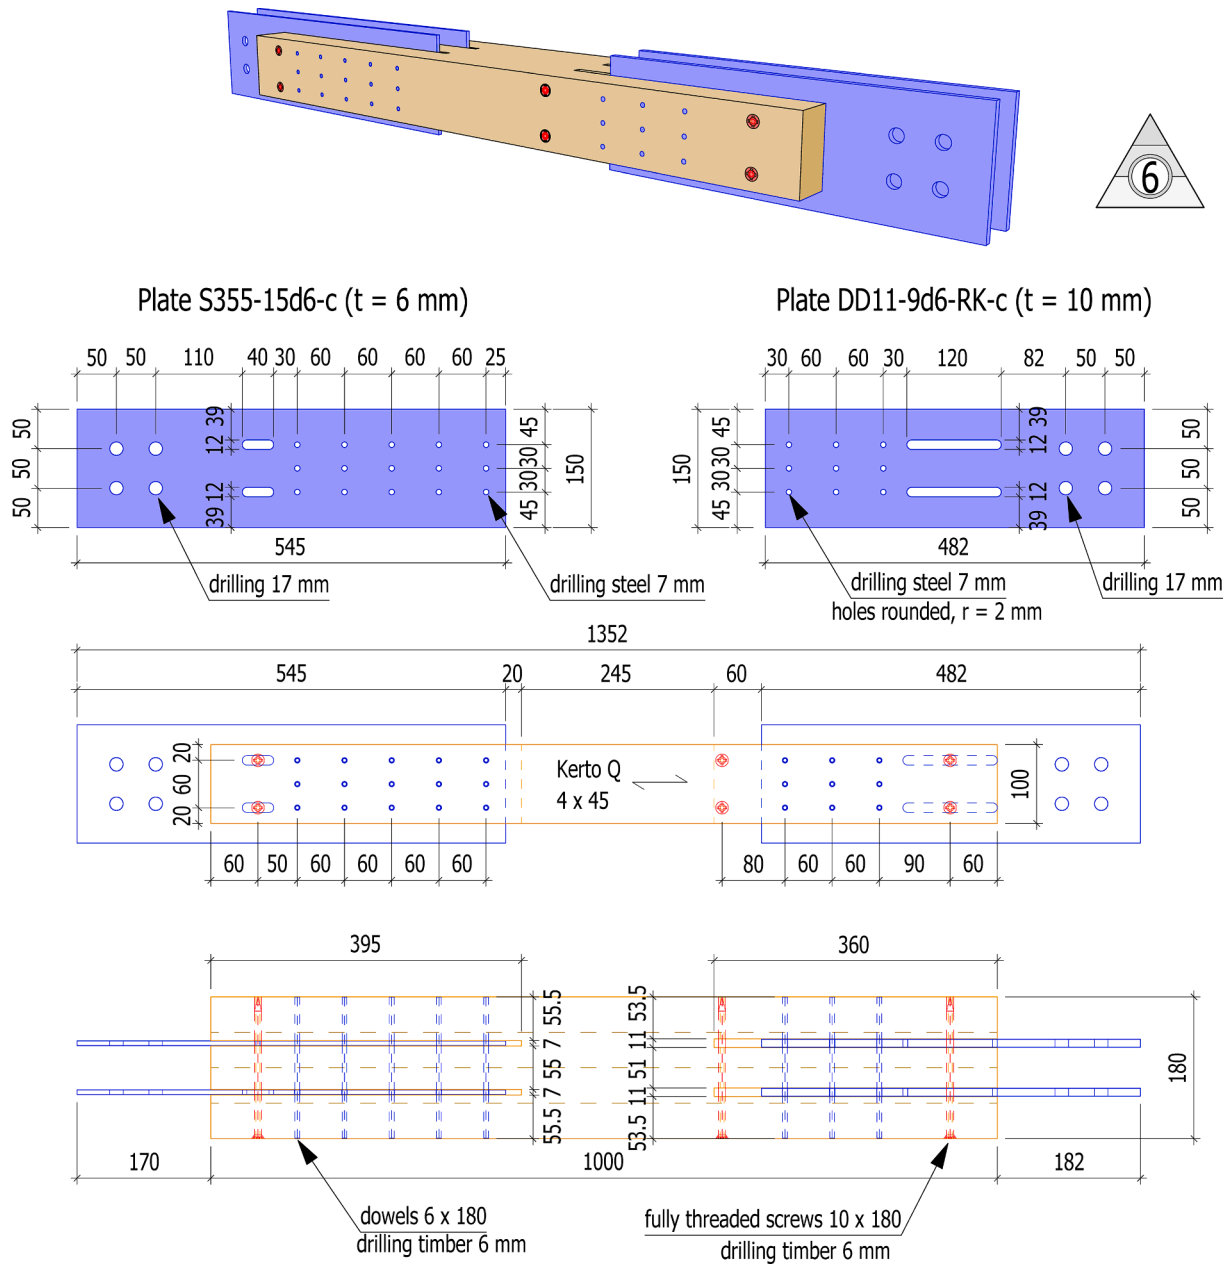 6
Plate S355-15d6-c (t = 6 mm)
Plate DD11-9d6-RK-c (t = 10 mm)
50 50 110 40 30 60 60 60 60 25
30 60 60 30 120 82 50 50
50 50 50
39 12 12 39
45 30 30 45
150
150
45 30 30 45
39 12 12 39
50 50 50
545
482
drilling 17 mm
drilling steel 7 mm
drilling steel 7 mm
holes rounded, r = 2 mm
drilling 17 mm
1352
545 20 245 60 482
20 60 20
Kerto Q
4 x 45
100
60 50 60 60 60 60
80 60 60 90 60
395
360
55.5 7 55 7 55.5
53.5 11 51 11 53.5
180
170 1000 182
dowels 6 x 180
drilling timber 6 mm
fully threaded screws 10 x 180
drilling timber 6 mm